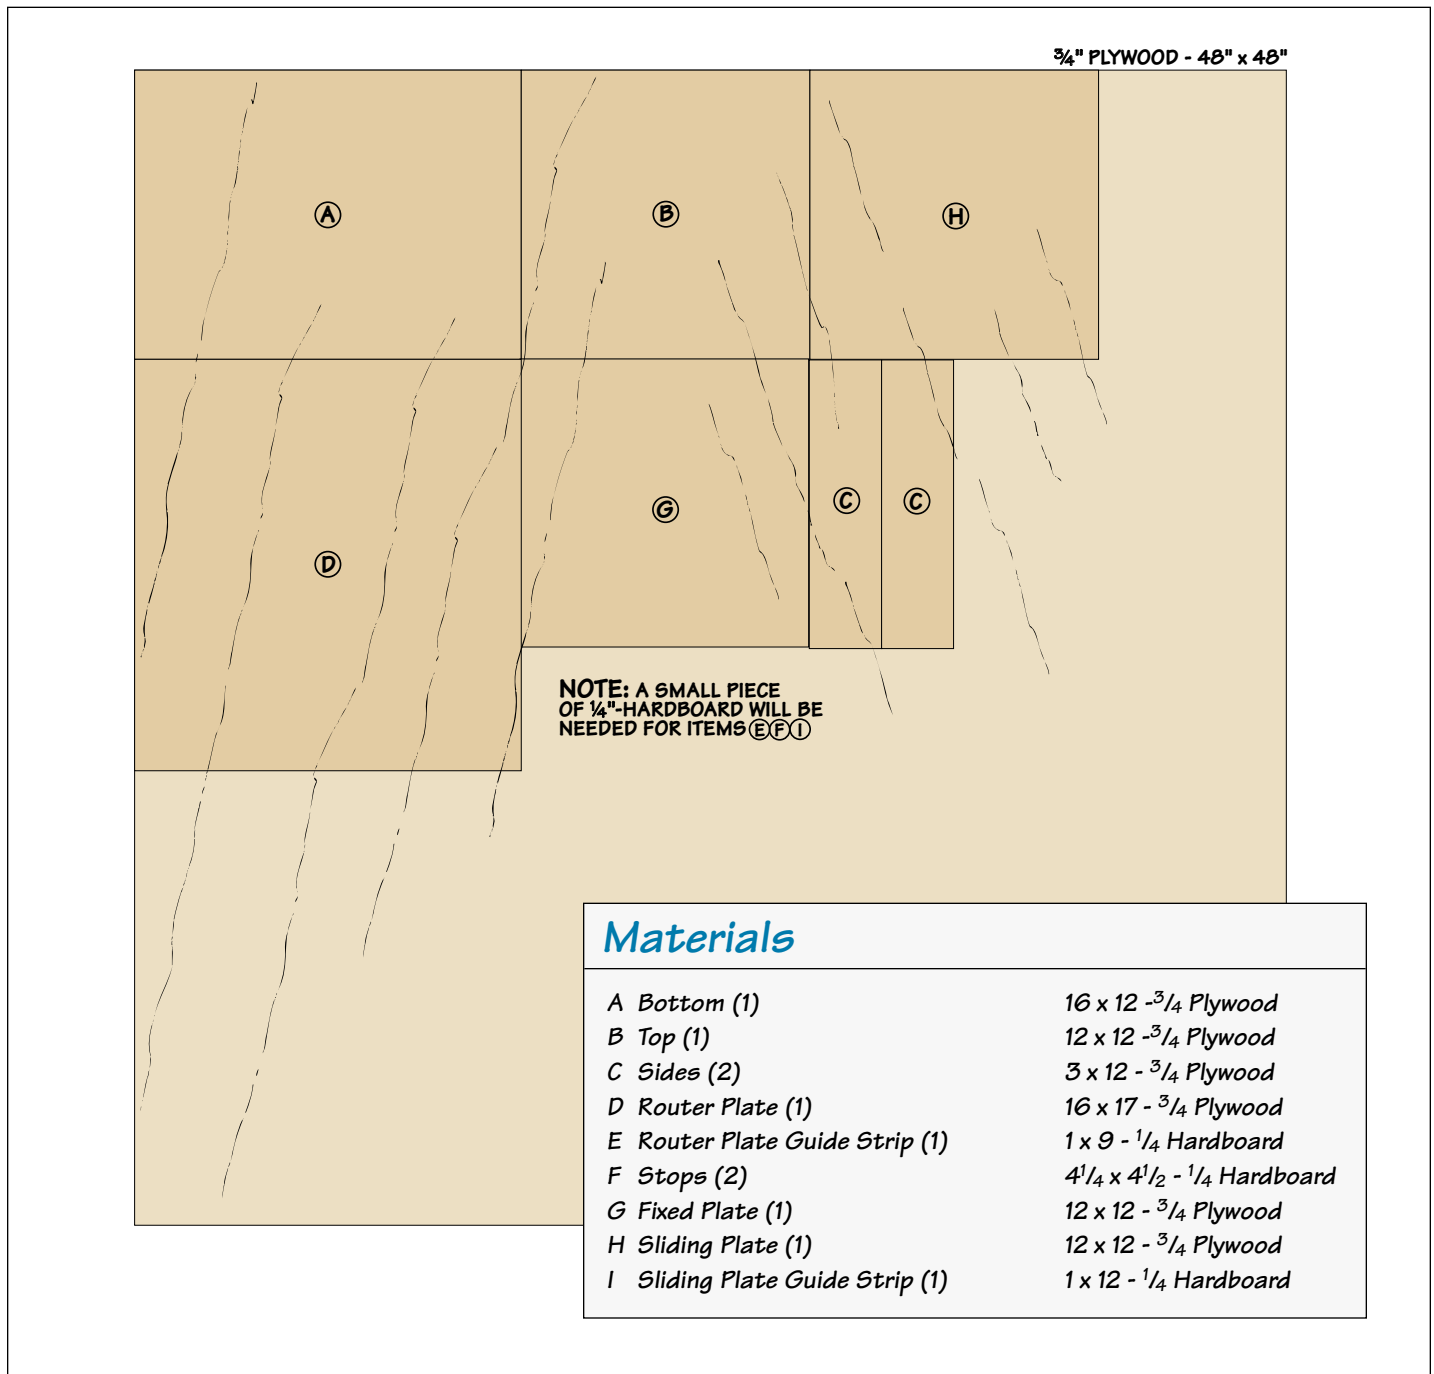 ¾" PLYWOOD - 48" x 48"
A
B
H
C
C
G
D
NOTE: A SMALL PIECE
OF ¼"-HARDBOARD WILL BE
NEEDED FOR ITEMS E F I
Materials
A Bottom (1) 16 x 12 -3/4 Plywood
B Top (1) 12 x 12 -3/4 Plywood
C Sides (2) 3 x 12 - 3/4 Plywood
D Router Plate (1) 16 x 17 - 3/4 Plywood
E Router Plate Guide Strip (1) 1 x 9 - 1/4 Hardboard
F Stops (2) 4 1/4 x 4 1/2 - 1/4 Hardboard
G Fixed Plate (1) 12 x 12 - 3/4 Plywood
H Sliding Plate (1) 12 x 12 - 3/4 Plywood
I Sliding Plate Guide Strip (1) 1 x 12 - 1/4 Hardboard